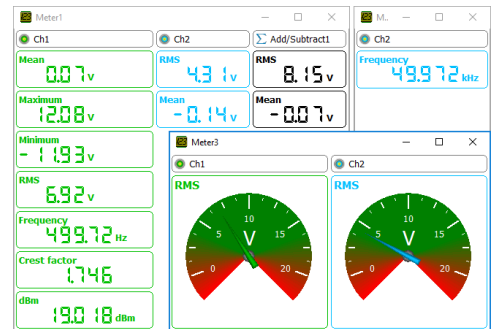 Meter1
Ch1
Ch2
Add/Subtract1
Mean
0.07 v
RMS
4.31 v
RMS
8.15 v
Maximum
12.08 v
Mean
-0.14 v
Mean
-0.07 v
Minimum
-11.93 v
RMS
6.92 v
Frequency
499.72 Hz
Crest factor
1.746
dBm
19.018 dBm
M..
Ch2
Frequency
49.972 kHz
Meter3
Ch1
Ch2
RMS
0
5
10
15
20
V
RMS
0
5
10
15
20
V